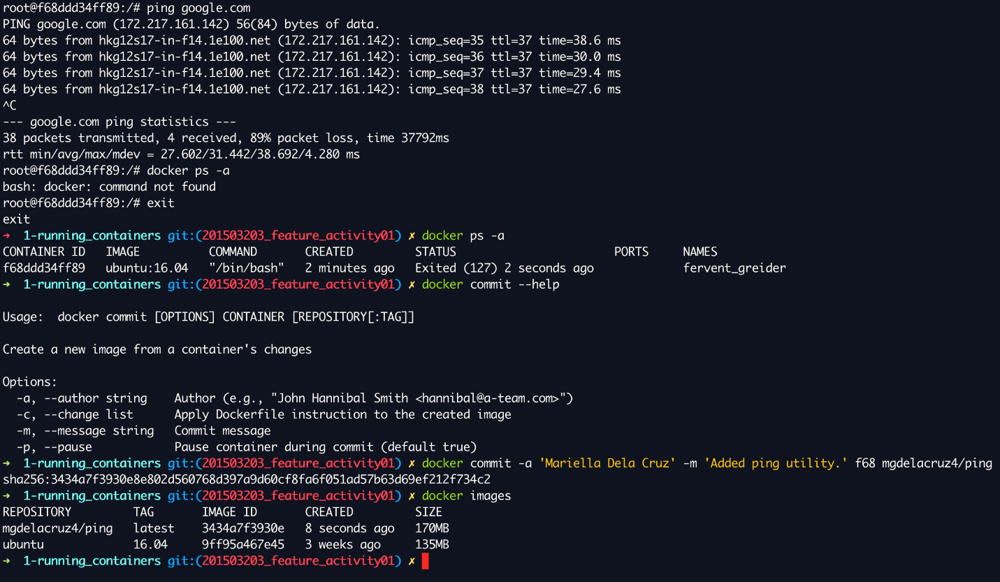 root@f68ddd34ff89:/# ping google.com
PING google.com (172.217.161.142) 56(84) bytes of data.
64 bytes from hkg12s17-in-f14.1e100.net (172.217.161.142): icmp_seq=35 ttl=37 time=38.6 ms
64 bytes from hkg12s17-in-f14.1e100.net (172.217.161.142): icmp_seq=36 ttl=37 time=30.0 ms
64 bytes from hkg12s17-in-f14.1e100.net (172.217.161.142): icmp_seq=37 ttl=37 time=29.4 ms
64 bytes from hkg12s17-in-f14.1e100.net (172.217.161.142): icmp_seq=38 ttl=37 time=27.6 ms
^C
--- google.com ping statistics ---
38 packets transmitted, 4 received, 89% packet loss, time 37792ms
rtt min/avg/max/mdev = 27.602/31.442/38.692/4.280 ms
root@f68ddd34ff89:/# docker ps -a
bash: docker: command not found
root@f68ddd34ff89:/# exit
exit
➜  1-running_containers git:(201503203_feature_activity01) ✗ docker ps -a
CONTAINER ID   IMAGE          COMMAND       CREATED         STATUS                       PORTS     NAMES
f68ddd34ff89   ubuntu:16.04   "/bin/bash"   2 minutes ago   Exited (127) 2 seconds ago             fervent_greider
➜  1-running_containers git:(201503203_feature_activity01) ✗ docker commit --help

Usage:  docker commit [OPTIONS] CONTAINER [REPOSITORY[:TAG]]

Create a new image from a container's changes

Options:
  -a, --author string    Author (e.g., "John Hannibal Smith <hannibal@a-team.com>")
  -c, --change list      Apply Dockerfile instruction to the created image
  -m, --message string   Commit message
  -p, --pause            Pause container during commit (default true)
➜  1-running_containers git:(201503203_feature_activity01) ✗ docker commit -a 'Mariella Dela Cruz' -m 'Added ping utility.' f68 mgdelacruz4/ping
sha256:3434a7f3930e8e802d560768d397a9d60cf8fa6f051ad57b63d69ef212f734c2
➜  1-running_containers git:(201503203_feature_activity01) ✗ docker images
REPOSITORY         TAG       IMAGE ID       CREATED         SIZE
mgdelacruz4/ping   latest    3434a7f3930e   8 seconds ago   170MB
ubuntu             16.04     9ff95a467e45   3 weeks ago     135MB
➜  1-running_containers git:(201503203_feature_activity01) ✗